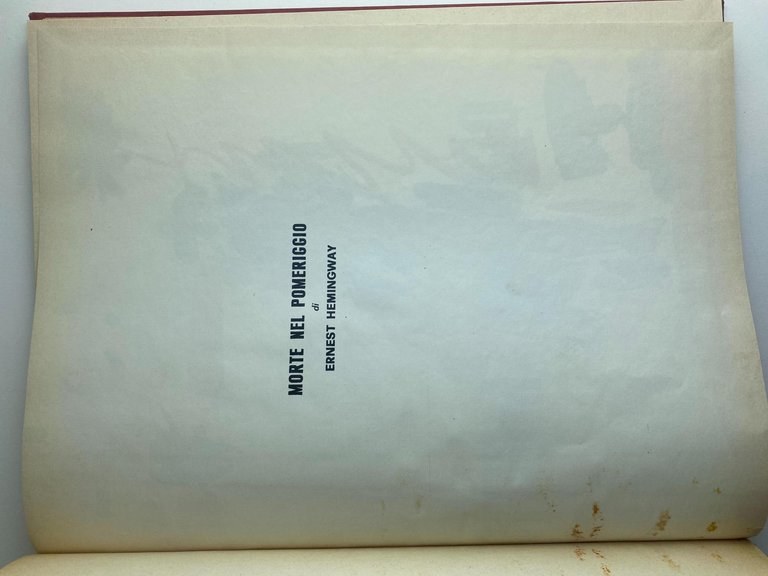 MORTE NEL POMERIGGIO
di
ERNEST HEMINGWAY